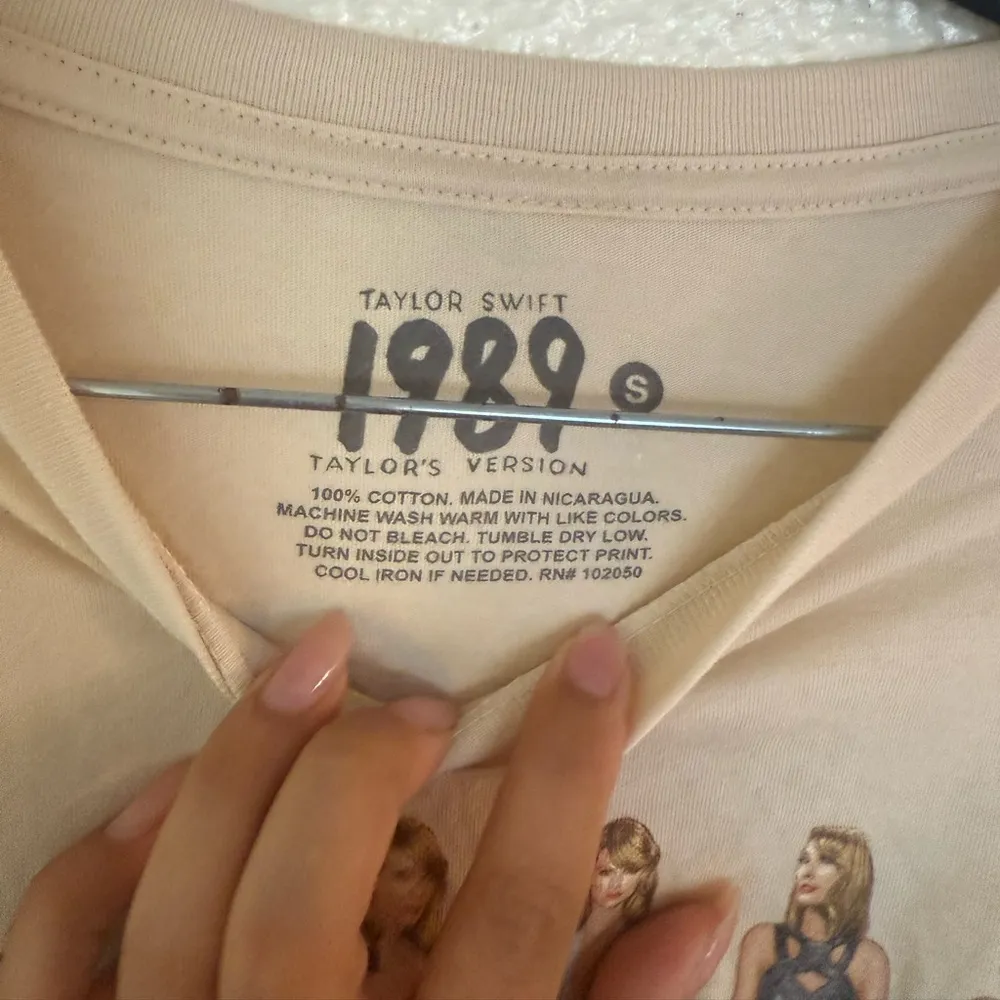 TAYLOR SWIFT
1989
S
TAYLOR'S VERSION
100% COTTON. MADE IN NICARAGUA.
MACHINE WASH WARM WITH LIKE COLORS.
DO NOT BLEACH. TUMBLE DRY LOW.
TURN INSIDE OUT TO PROTECT PRINT.
COOL IRON IF NEEDED. RN# 102050